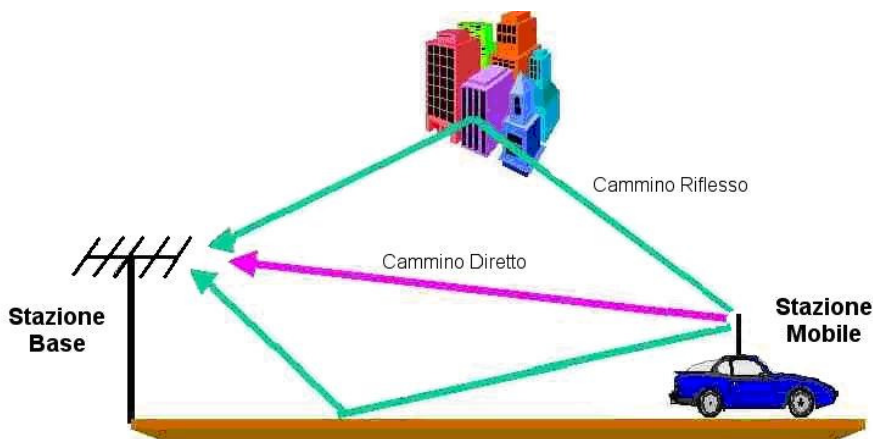 Cammino Riflesso
Cammino Diretto
Stazione
Base
Stazione
Mobile